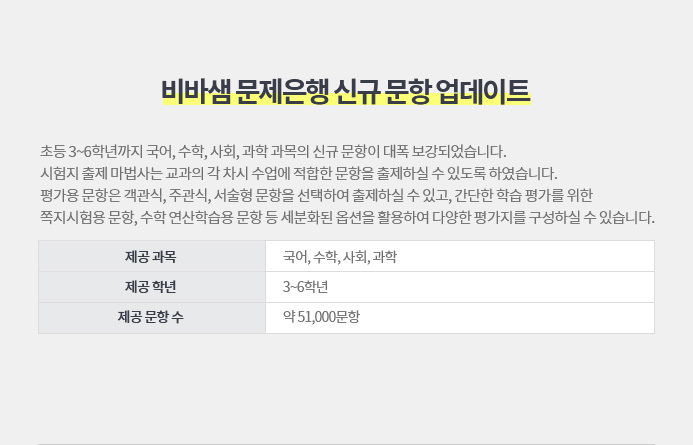 비바샘 문제은행 신규 문항 업데이트
초등 3~6학년까지 국어, 수학, 사회, 과학 과목의 신규 문항이 대폭 보강되었습니다.
시험지 출제 마법사는 교과의 각 차시 수업에 적합한 문항을 출제하실 수 있도록 하였습니다.
평가용 문항은 객관식, 주관식, 서술형 문항을 선택하여 출제하실 수 있고, 간단한 학습 평가를 위한
쪽지시험용 문항, 수학 연산학습용 문항 등 세분화된 옵션을 활용하여 다양한 평가지를 구성하실 수 있습니다.
제공 과목 국어, 수학, 사회, 과학
제공 학년 3~6학년
제공 문항 수 약 51,000문항